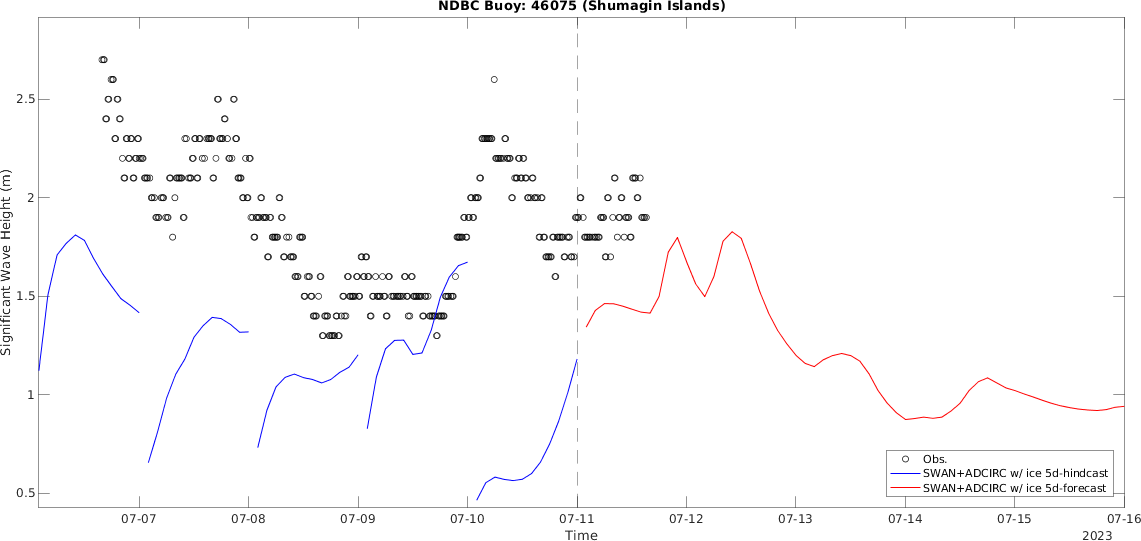 NDBC Buoy: 46075 (Shumagin Islands)
Significant Wave Height (m)
2.5
2
1.5
1
0.5
07-07
07-08
07-09
07-10
07-11
07-12
07-13
07-14
07-15
07-16
Time
2023
Obs.
SWAN+ADCIRC w/ ice 5d-hindcast
SWAN+ADCIRC w/ ice 5d-forecast